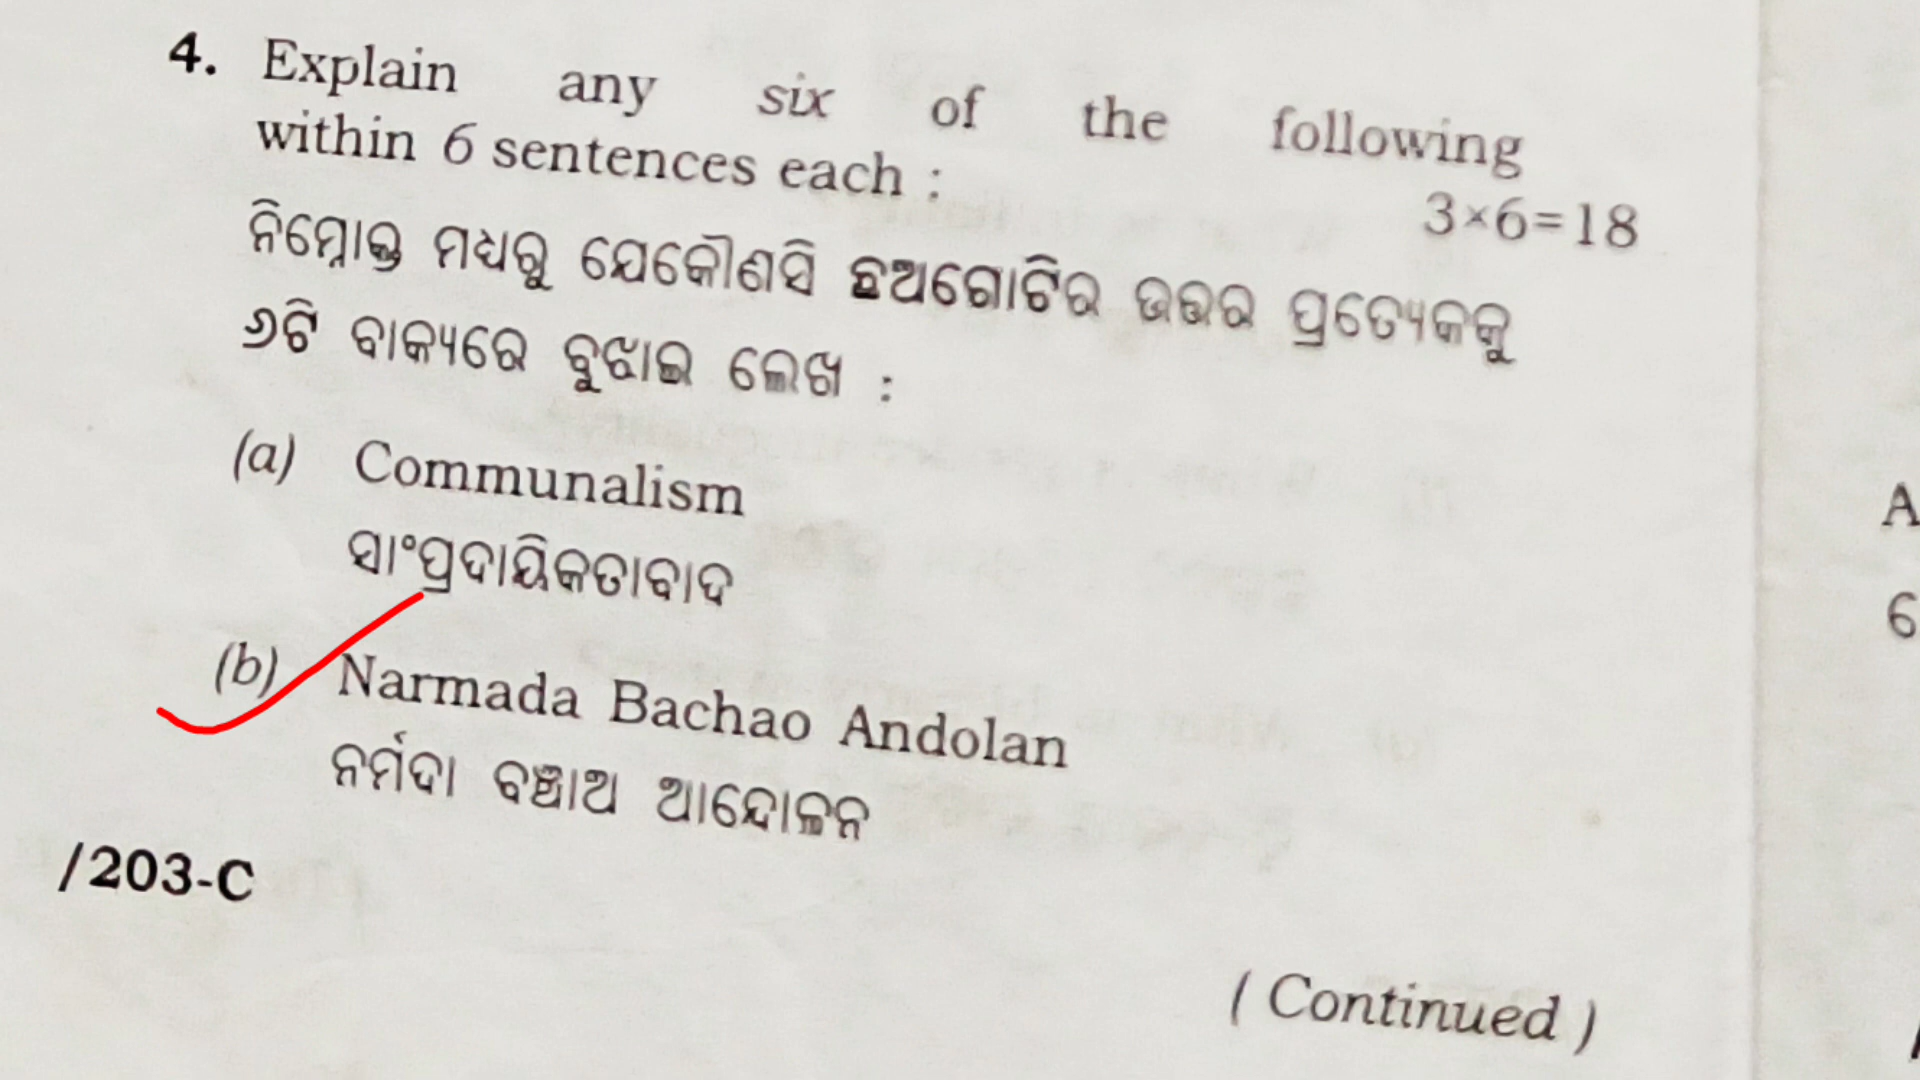 4. Explain any six of the following
within 6 sentences each :
3×6=18
ନିମ୍ନୋକ୍ତ ମଧ୍ୟରୁ ଯେକୌଣସି ଛଅଗୋଟିର ଉତ୍ତର ପ୍ରତ୍ୟେକକୁ
୬ଟି ବାକ୍ୟରେ ବୁଝାଇ ଲେଖ :
(a) Communalism
ସାଂପ୍ରଦାୟିକତାବାଦ
(b) Narmada Bachao Andolan
ନର୍ମଦା ବଞ୍ଚାଅ ଆନ୍ଦୋଳନ
/203-C
( Continued )
A
6